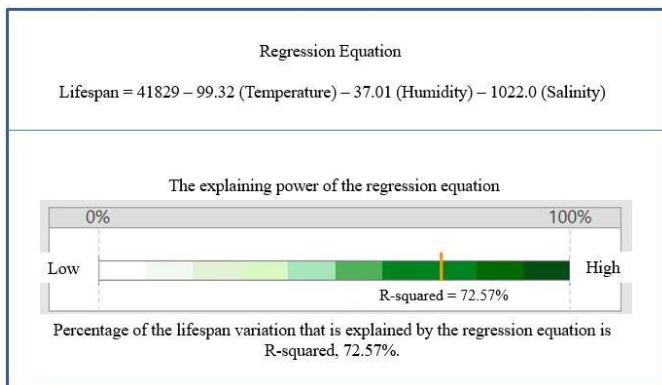 Regression Equation
Lifespan = 41829 – 99.32 (Temperature) – 37.01 (Humidity) – 1022.0 (Salinity)
The explaining power of the regression equation
0% 100%
Low High
R-squared = 72.57%
Percentage of the lifespan variation that is explained by the regression equation is
R-squared, 72.57%.